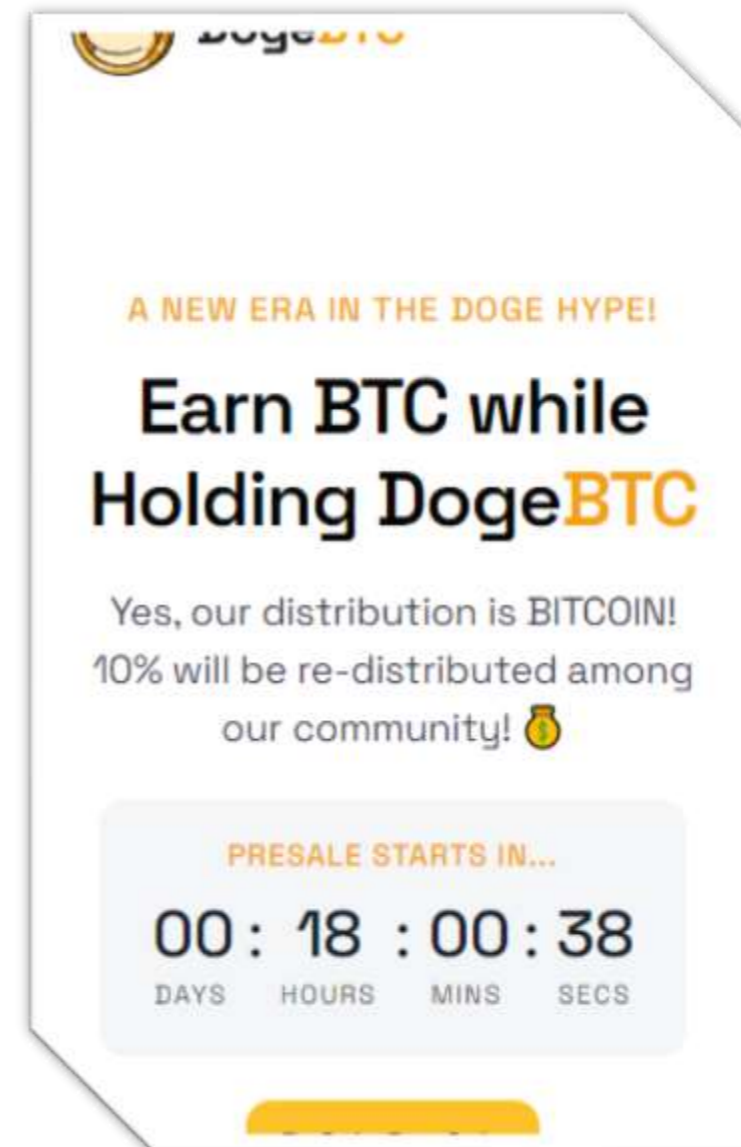 DogeBTC
A NEW ERA IN THE DOGE HYPE!
Earn BTC while
Holding DogeBTC
Yes, our distribution is BITCOIN!
10% will be re-distributed among
our community!
PRESALE STARTS IN...
00 : 18 : 00 : 38
DAYS HOURS MINS SECS